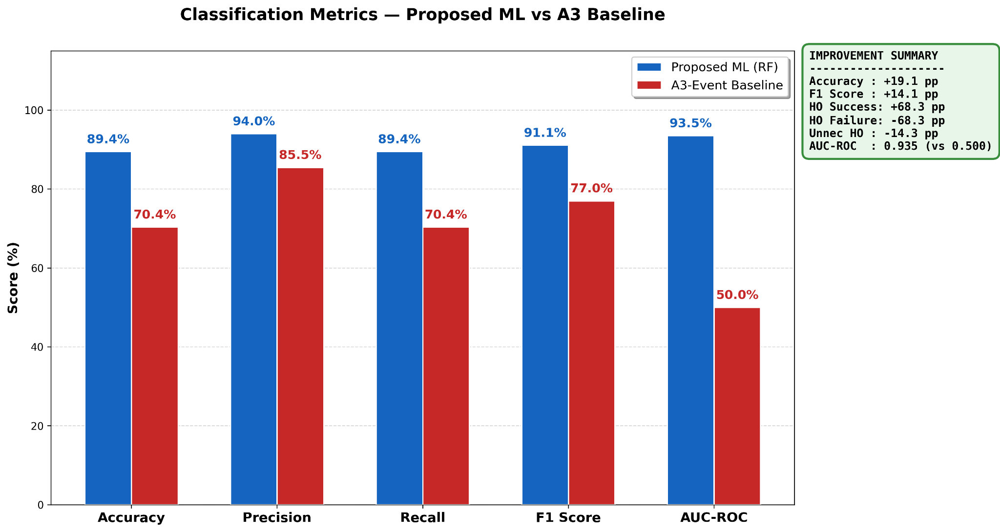 Classification Metrics — Proposed ML vs A3 Baseline
Proposed ML (RF)
A3-Event Baseline
IMPROVEMENT SUMMARY
--------------------
Accuracy : +19.1 pp
F1 Score : +14.1 pp
HO Success: +68.3 pp
HO Failure: -68.3 pp
Unnec HO : -14.3 pp
AUC-ROC  : 0.935 (vs 0.500)
Score (%)
100
80
60
40
20
0
89.4%
70.4%
94.0%
85.5%
89.4%
70.4%
91.1%
77.0%
93.5%
50.0%
Accuracy
Precision
Recall
F1 Score
AUC-ROC